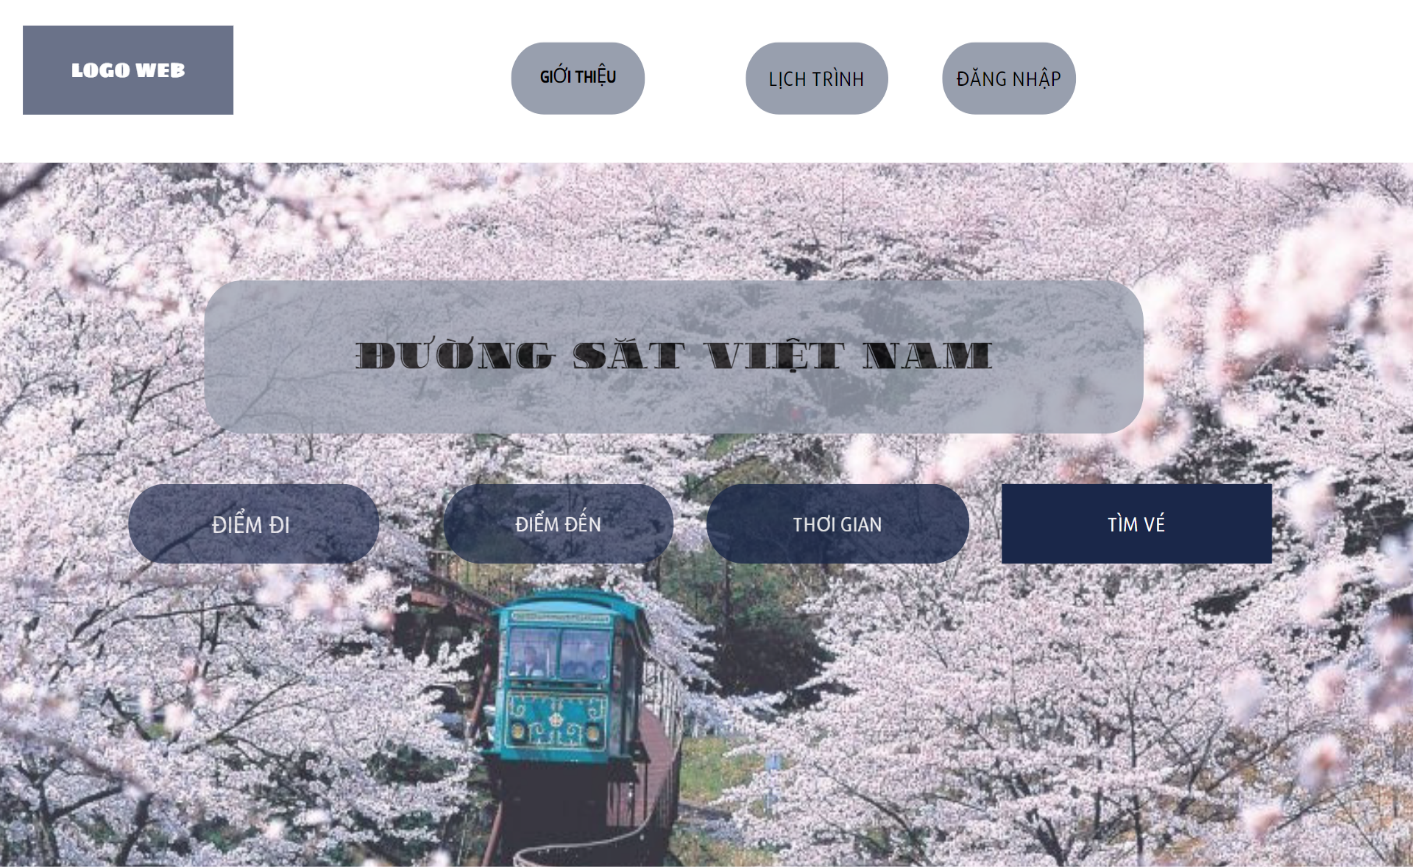 LOGO WEB
GIỚI THIỆU
LỊCH TRÌNH
ĐĂNG NHẬP
ĐƯỜNG SẮT VIỆT NAM
ĐIỂM ĐI
ĐIỂM ĐẾN
THƠI GIAN
TÌM VÉ